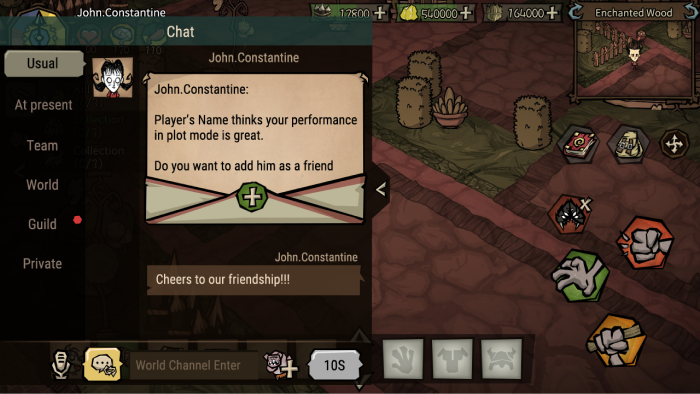 John.Constantine
12800
540000
164000
Enchanted Wood
Chat
Usual
At present
Team
World
Guild
Private
John.Constantine
John.Constantine:
Player's Name thinks your performance
in plot mode is great.
Do you want to add him as a friend
John.Constantine
Cheers to our friendship!!!
World Channel Enter
10S